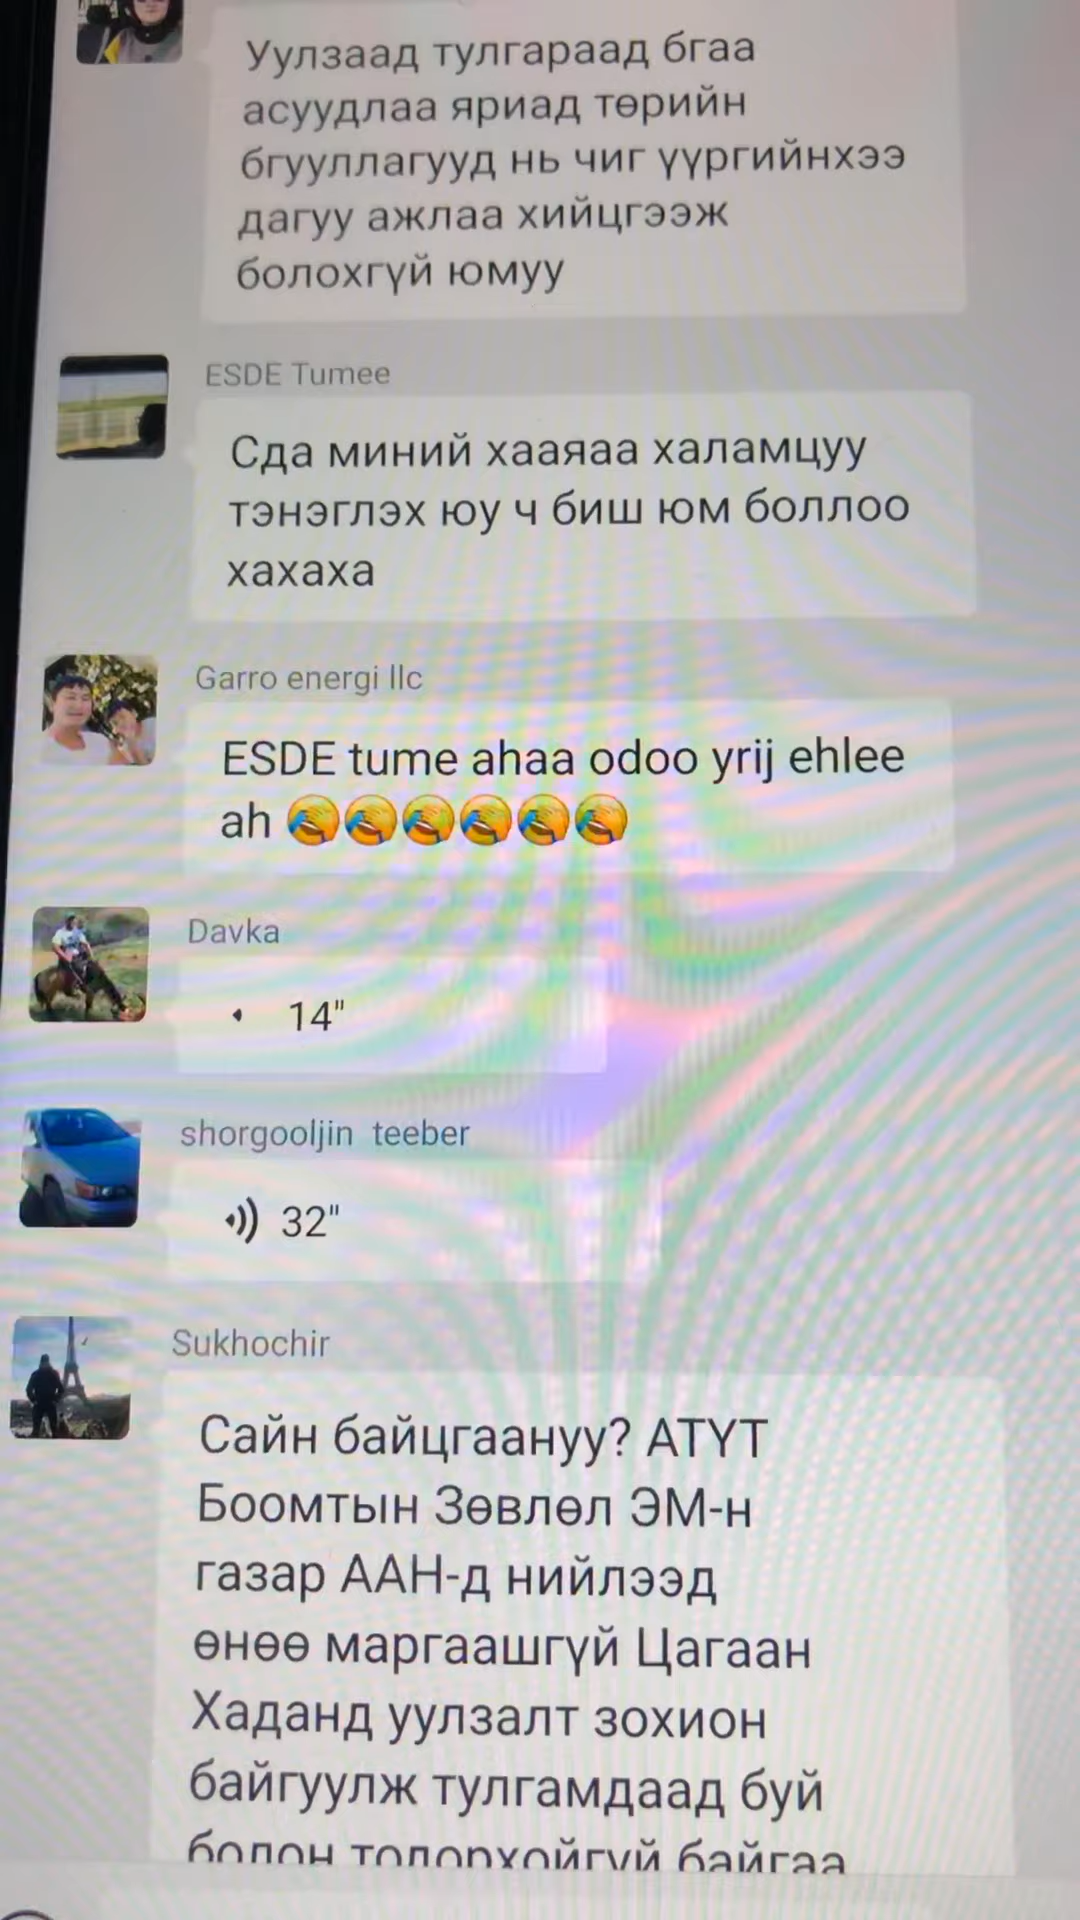 Уулзаад тулгараад бгаа
асуудлаа яриад төрийн
бгууллагууд нь чиг үүргийнхээ
дагуу ажлаа хийцгээж
болохгүй юмуу
ESDE Tumee
Сда миний хааяаа халамцуу
тэнэглэх юу ч биш юм боллоо
хахаха
Garro energi llc
ESDE tume ahaa odoo yrij ehlee
ah
Davka
14"
shorgooljin teeber
32"
Sukhochir
Сайн байцгаануу? АТҮТ
Боомтын Зөвлөл ЭМ-н
газар ААН-д нийлээд
өнөө маргаашгүй Цагаан
Хаданд уулзалт зохион
байгуулж тулгамдаад буй
болон тодорхойгүй байгаа